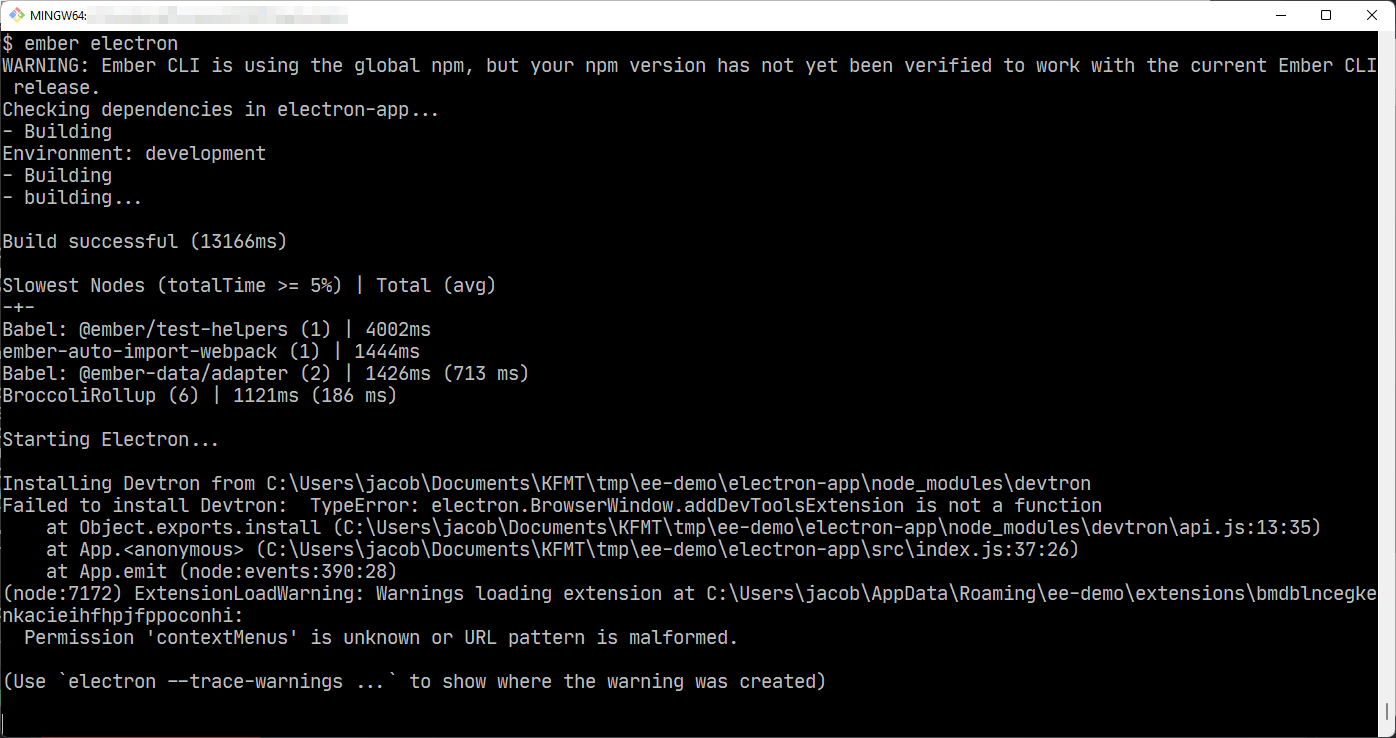 MINGW64:
$ ember electron
WARNING: Ember CLI is using the global npm, but your npm version has not yet been verified to work with the current Ember CLI
 release.
Checking dependencies in electron-app...
- Building
Environment: development
- Building
- building...
Build successful (13166ms)
Slowest Nodes (totalTime >= 5%) | Total (avg)
-+-
Babel: @ember/test-helpers (1) | 4002ms
ember-auto-import-webpack (1) | 1444ms
Babel: @ember-data/adapter (2) | 1426ms (713 ms)
BroccoliRollup (6) | 1121ms (186 ms)
Starting Electron...
Installing Devtron from C:\Users\jacob\Documents\KFMT\tmp\ee-demo\electron-app\node_modules\devtron
Failed to install Devtron:  TypeError: electron.BrowserWindow.addDevToolsExtension is not a function
    at Object.exports.install (C:\Users\jacob\Documents\KFMT\tmp\ee-demo\electron-app\node_modules\devtron\api.js:13:35)
    at App.<anonymous> (C:\Users\jacob\Documents\KFMT\tmp\ee-demo\electron-app\src\index.js:37:26)
    at App.emit (node:events:390:28)
(node:7172) ExtensionLoadWarning: Warnings loading extension at C:\Users\jacob\AppData\Roaming\ee-demo\extensions\bmdblncegke
nkacieihfhpjfppoconhi:
  Permission 'contextMenus' is unknown or URL pattern is malformed.
(Use `electron --trace-warnings ...` to show where the warning was created)